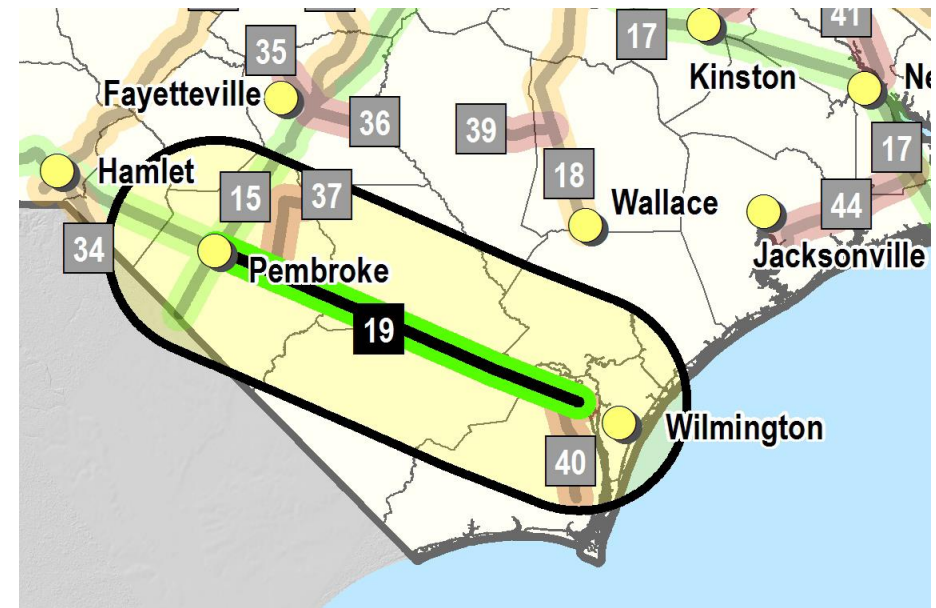 41
17
35
Kinston
Ne
Fayetteville
36
39
17
Hamlet
18
15
37
Wallace
44
34
Jacksonville
Pembroke
19
Wilmington
40